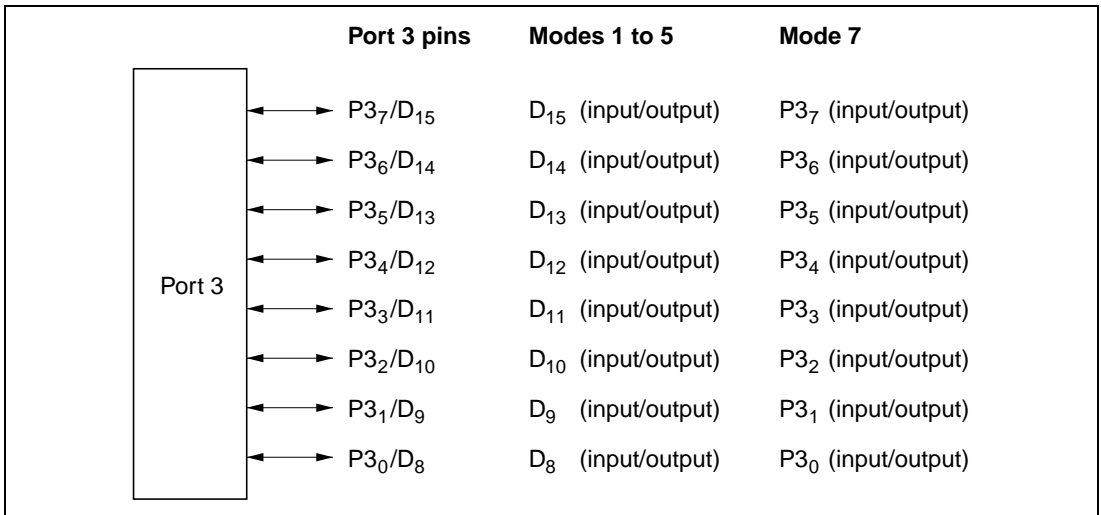 Port 3 pins Modes 1 to 5 Mode 7
P3₇/D₁₅ D₁₅ (input/output) P3₇ (input/output)
P3₆/D₁₄ D₁₄ (input/output) P3₆ (input/output)
P3₅/D₁₃ D₁₃ (input/output) P3₅ (input/output)
P3₄/D₁₂ D₁₂ (input/output) P3₄ (input/output)
Port 3
P3₃/D₁₁ D₁₁ (input/output) P3₃ (input/output)
P3₂/D₁₀ D₁₀ (input/output) P3₂ (input/output)
P3₁/D₉ D₉ (input/output) P3₁ (input/output)
P3₀/D₈ D₈ (input/output) P3₀ (input/output)